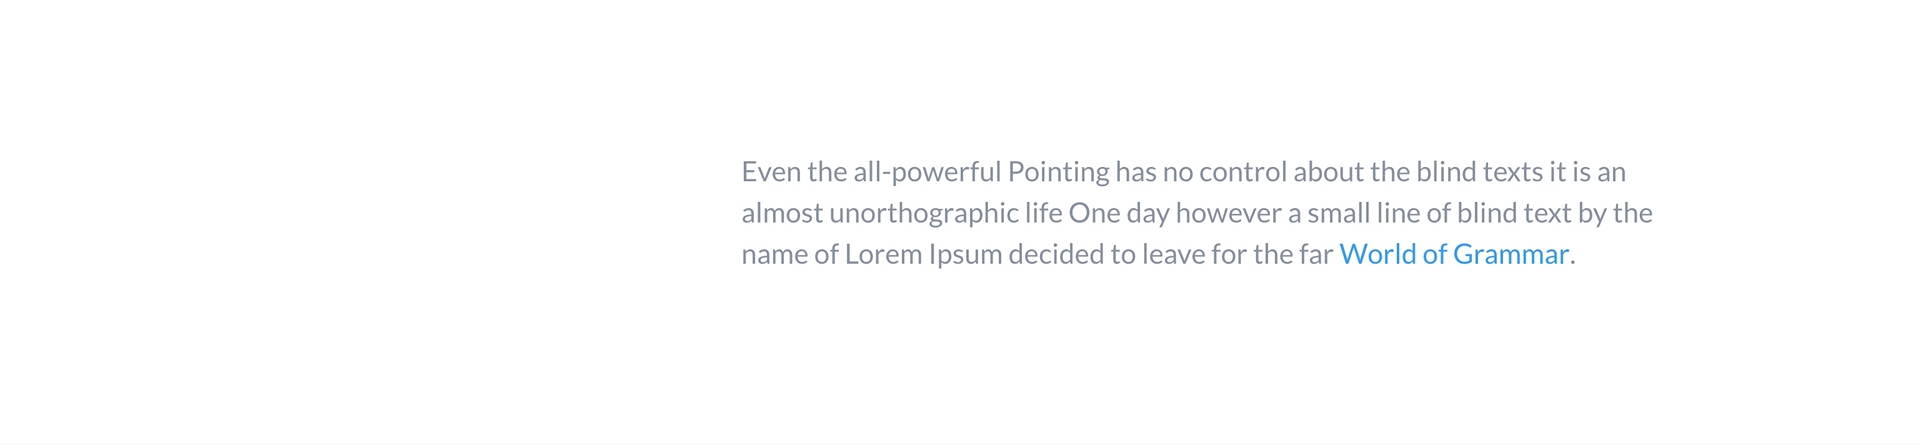 Even the all-powerful Pointing has no control about the blind texts it is an
almost unorthographic life One day however a small line of blind text by the
name of Lorem Ipsum decided to leave for the far World of Grammar.